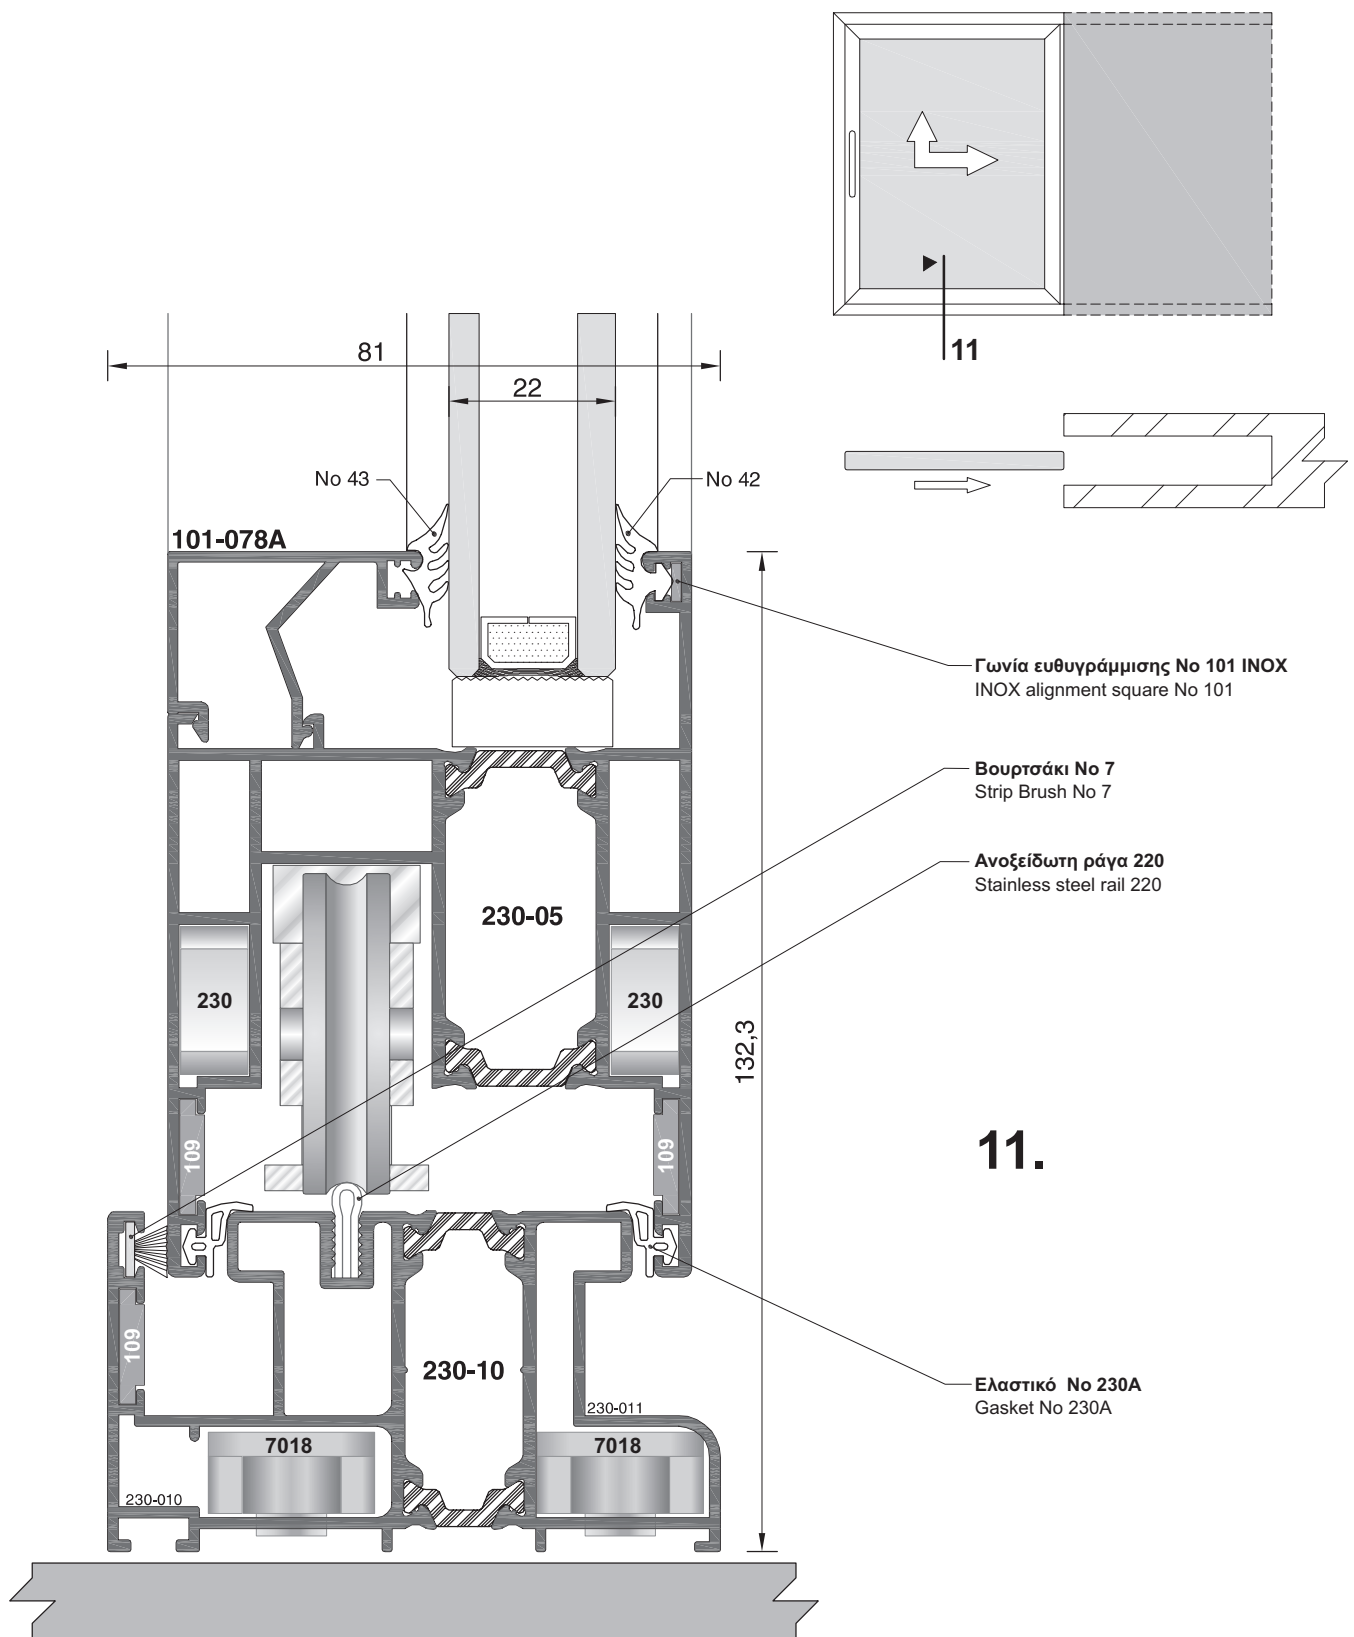 11
81
22
No 43
No 42
101-078A
Γωνία ευθυγράμμισης No 101 INOX
INOX alignment square No 101
Βουρτσάκι No 7
Strip Brush No 7
Ανοξείδωτη ράγα 220
Stainless steel rail 220
230-05
230
230
132,3
109
109
11.
109
230-10
Ελαστικό No 230A
Gasket No 230A
230-011
7018
7018
230-010